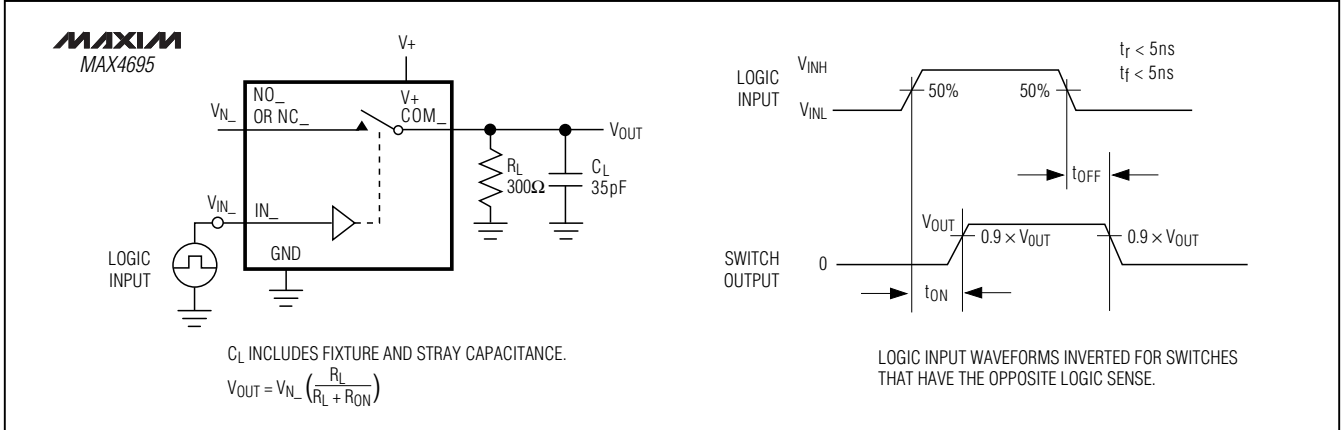 MAXIM
MAX4695
V+
NO_
OR NC_
V+
COM_
VN_
VOUT
RL
300Ω
CL
35pF
VIN_
IN_
GND
LOGIC
INPUT
CL INCLUDES FIXTURE AND STRAY CAPACITANCE.
VOUT = VN_ (RL / RL + RON)
LOGIC
INPUT
VINH
VINL
50%
50%
tr < 5ns
tf < 5ns
tOFF
SWITCH
OUTPUT
VOUT
0
0.9 × VOUT
0.9 × VOUT
tON
LOGIC INPUT WAVEFORMS INVERTED FOR SWITCHES
THAT HAVE THE OPPOSITE LOGIC SENSE.